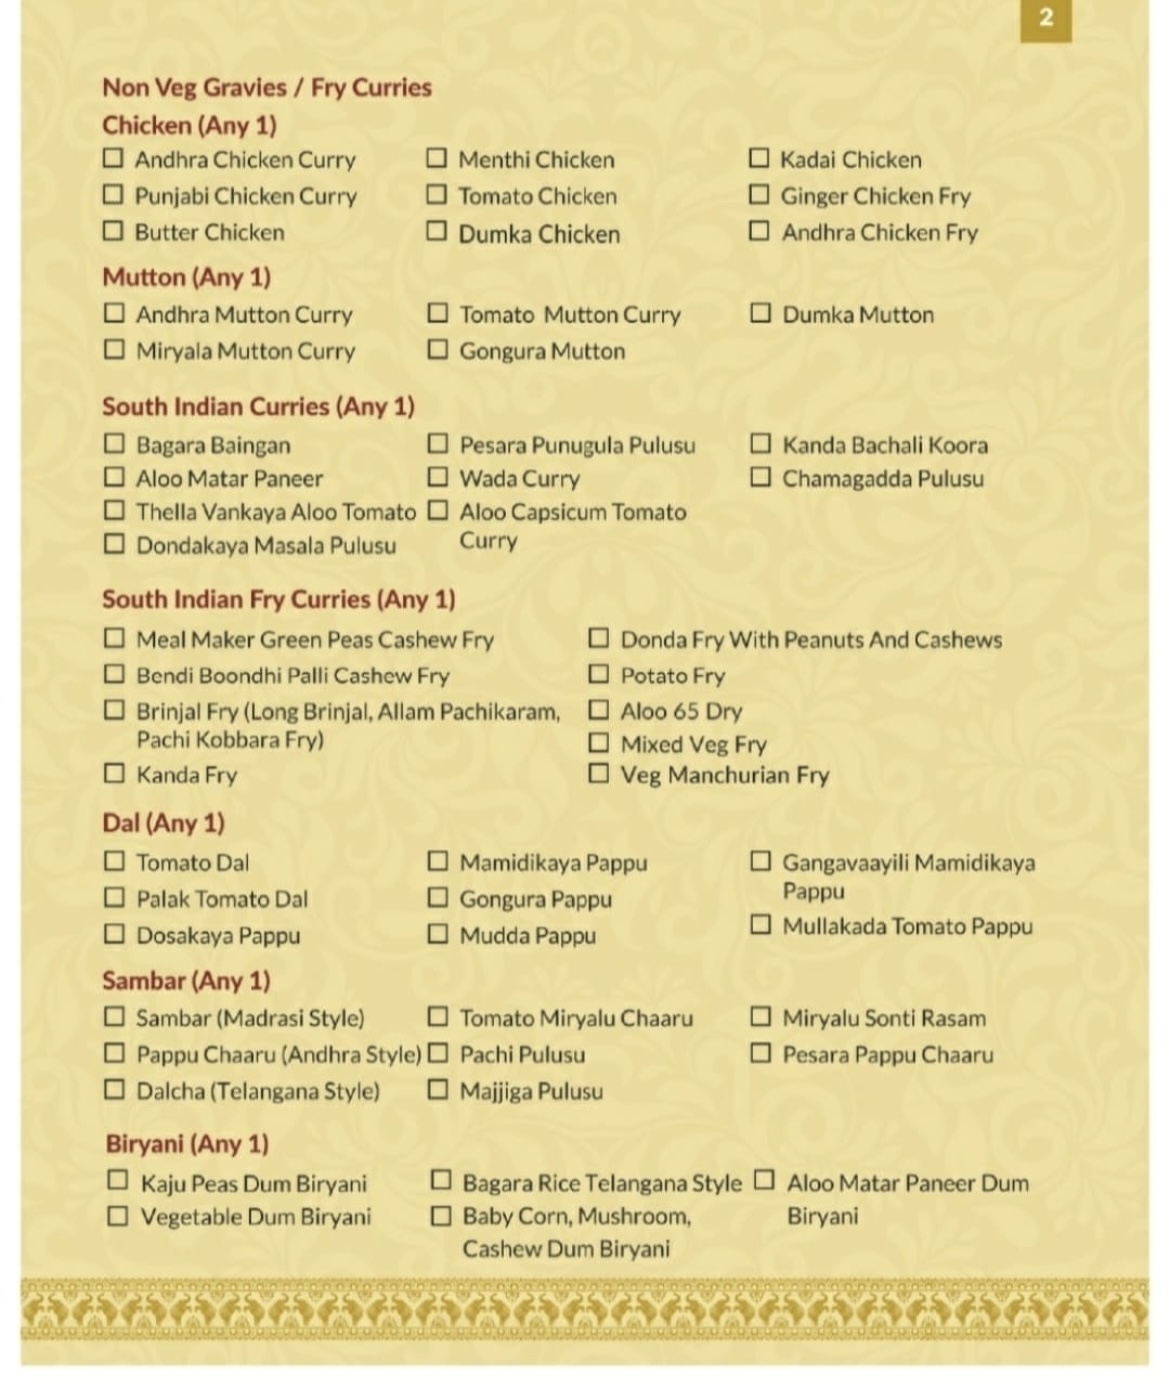 2
Non Veg Gravies / Fry Curries
Chicken (Any 1)
☐ Andhra Chicken Curry ☐ Menthi Chicken ☐ Kadai Chicken
☐ Punjabi Chicken Curry ☐ Tomato Chicken ☐ Ginger Chicken Fry
☐ Butter Chicken ☐ Dumka Chicken ☐ Andhra Chicken Fry
Mutton (Any 1)
☐ Andhra Mutton Curry ☐ Tomato Mutton Curry ☐ Dumka Mutton
☐ Miryala Mutton Curry ☐ Gongura Mutton
South Indian Curries (Any 1)
☐ Bagara Baingan ☐ Pesara Punugula Pulusu ☐ Kanda Bachali Koora
☐ Aloo Matar Paneer ☐ Wada Curry ☐ Chamagadda Pulusu
☐ Thella Vankaya Aloo Tomato ☐ Aloo Capsicum Tomato
Curry
☐ Dondakaya Masala Pulusu
South Indian Fry Curries (Any 1)
☐ Meal Maker Green Peas Cashew Fry ☐ Donda Fry With Peanuts And Cashews
☐ Bendi Boondhi Palli Cashew Fry ☐ Potato Fry
☐ Brinjal Fry (Long Brinjal, Allam Pachikaram, ☐ Aloo 65 Dry
Pachi Kobbara Fry) ☐ Mixed Veg Fry
☐ Kanda Fry ☐ Veg Manchurian Fry
Dal (Any 1)
☐ Tomato Dal ☐ Mamidikaya Pappu ☐ Gangavaayili Mamidikaya
Pappu
☐ Palak Tomato Dal ☐ Gongura Pappu
☐ Dosakaya Pappu ☐ Mudda Pappu ☐ Mullakada Tomato Pappu
Sambar (Any 1)
☐ Sambar (Madrasi Style) ☐ Tomato Miryalu Chaaru ☐ Miryalu Sonti Rasam
☐ Pappu Chaaru (Andhra Style) ☐ Pachi Pulusu ☐ Pesara Pappu Chaaru
☐ Dalcha (Telangana Style) ☐ Majjiga Pulusu
Biryani (Any 1)
☐ Kaju Peas Dum Biryani ☐ Bagara Rice Telangana Style ☐ Aloo Matar Paneer Dum
Biryani
☐ Vegetable Dum Biryani ☐ Baby Corn, Mushroom,
Cashew Dum Biryani